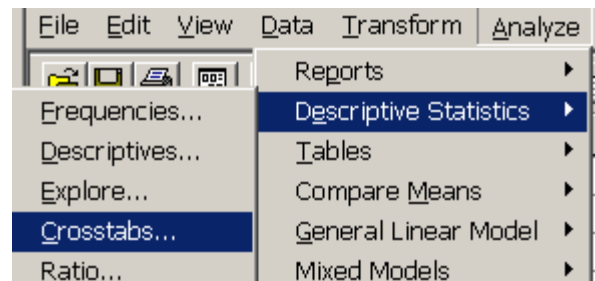 File Edit View Data Transform Analyze
Reports
Descriptive Statistics
Tables
Compare Means
General Linear Model
Mixed Models
Frequencies...
Descriptives...
Explore...
Crosstabs...
Ratio...